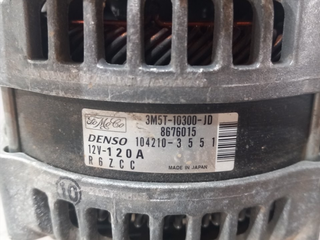 FoMoCo
3M5T-10300-JD
8676015
DENSO 104210-3551
12V-120A
R6ZCC MADE IN JAPAN
10